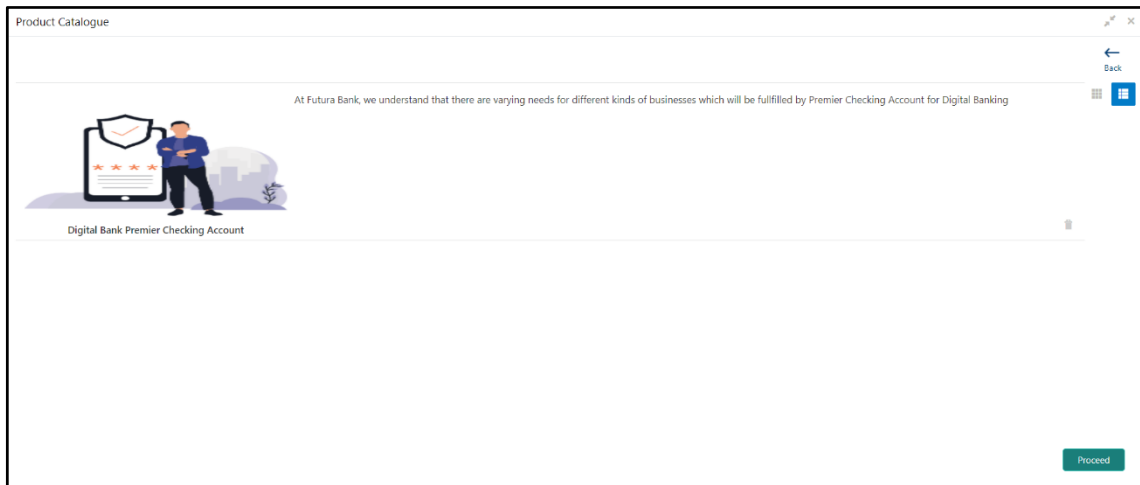 Product Catalogue
Back
At Futura Bank, we understand that there are varying needs for different kinds of businesses which will be fullfilled by Premier Checking Account for Digital Banking
Digital Bank Premier Checking Account
Proceed